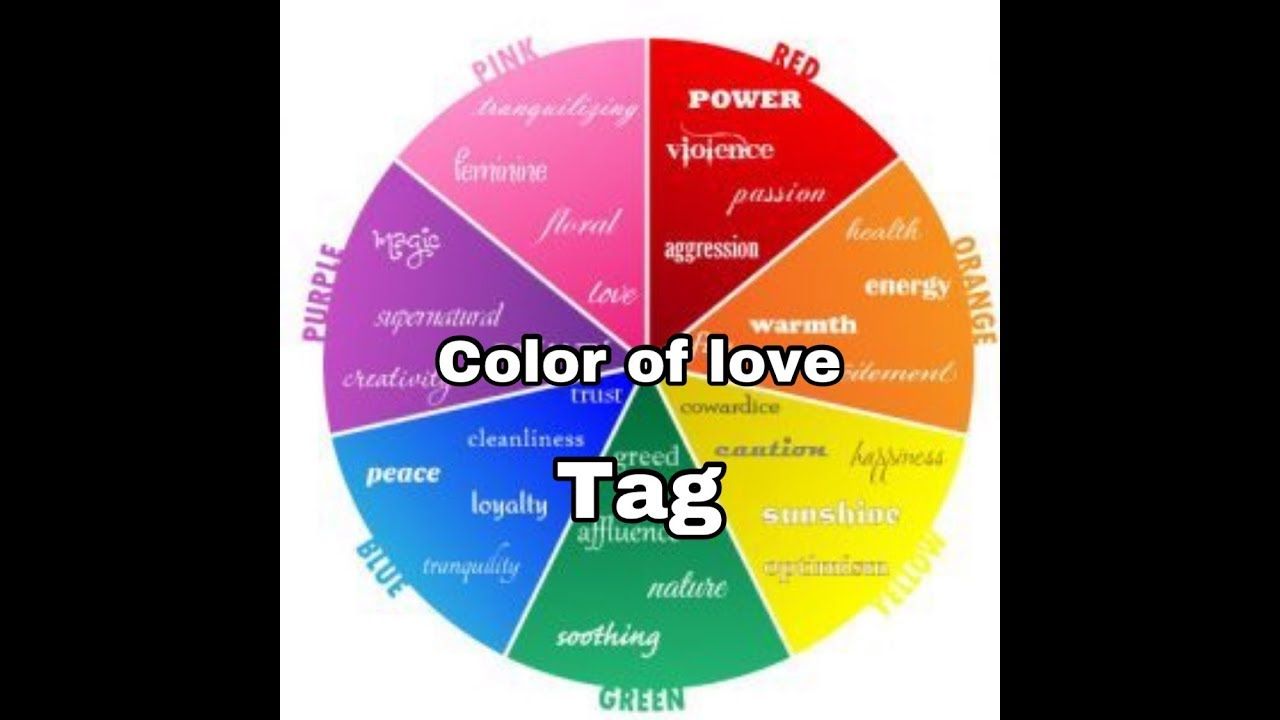 PINK
tranquilizing
feminine
floral
love
RED
POWER
violence
passion
aggression
ORANGE
health
energy
warmth
PURPLE
magic
supernatural
creativity
Color of love
Tag
BLUE
trust
cleanliness
peace
loyalty
tranquility
GREEN
greed
affluence
nature
soothing
YELLOW
cowardice
caution
happiness
sunshine
optimism